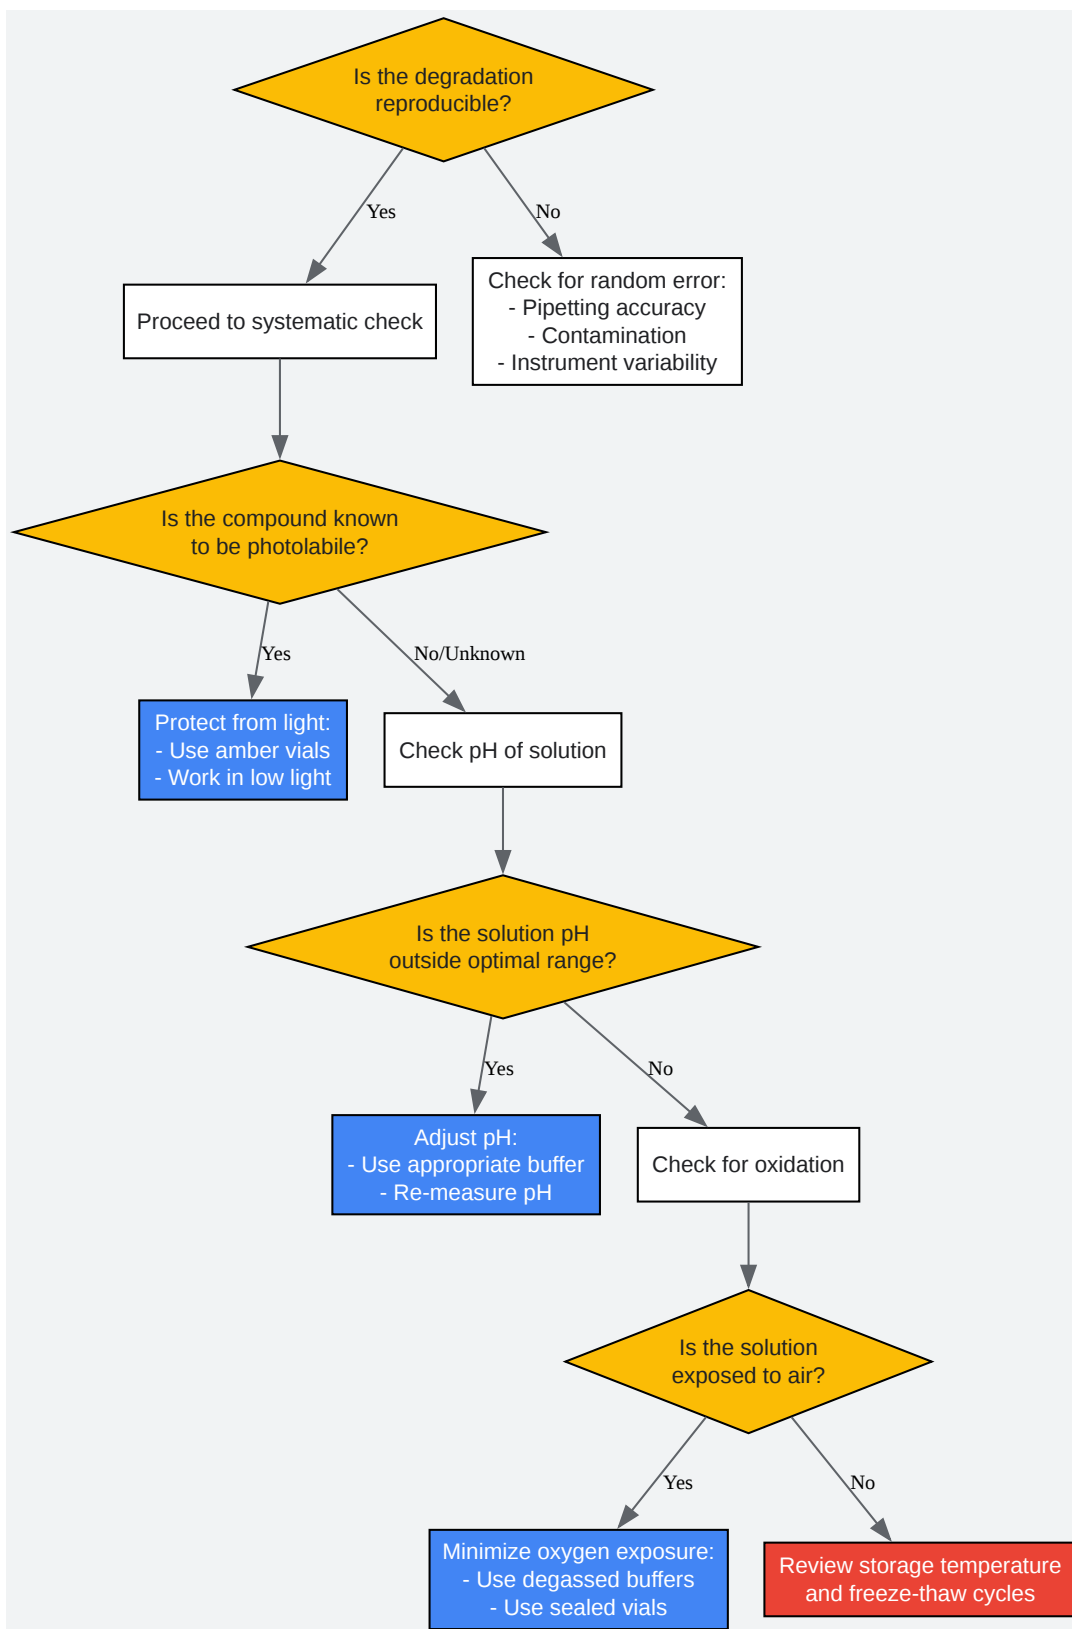 Is the degradation
reproducible?
Yes
No
Proceed to systematic check
Check for random error:
- Pipetting accuracy
- Contamination
- Instrument variability
Is the compound known
to be photolabile?
Yes
No/Unknown
Protect from light:
- Use amber vials
- Work in low light
Check pH of solution
Is the solution pH
outside optimal range?
Yes
No
Adjust pH:
- Use appropriate buffer
- Re-measure pH
Check for oxidation
Is the solution
exposed to air?
Yes
No
Minimize oxygen exposure:
- Use degassed buffers
- Use sealed vials
Review storage temperature
and freeze-thaw cycles